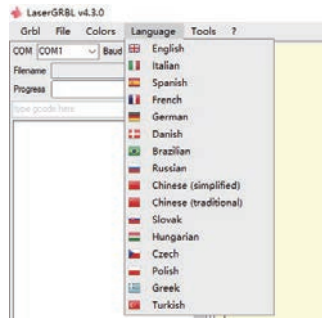 LaserGRBL v4.3.0
Grbl File Colors Language Tools ?
COM COM1 Baud
Filename
Progress
type gcode here
English
Italian
Spanish
French
German
Danish
Brazilian
Russian
Chinese (simplified)
Chinese (traditional)
Slovak
Hungarian
Czech
Polish
Greek
Turkish